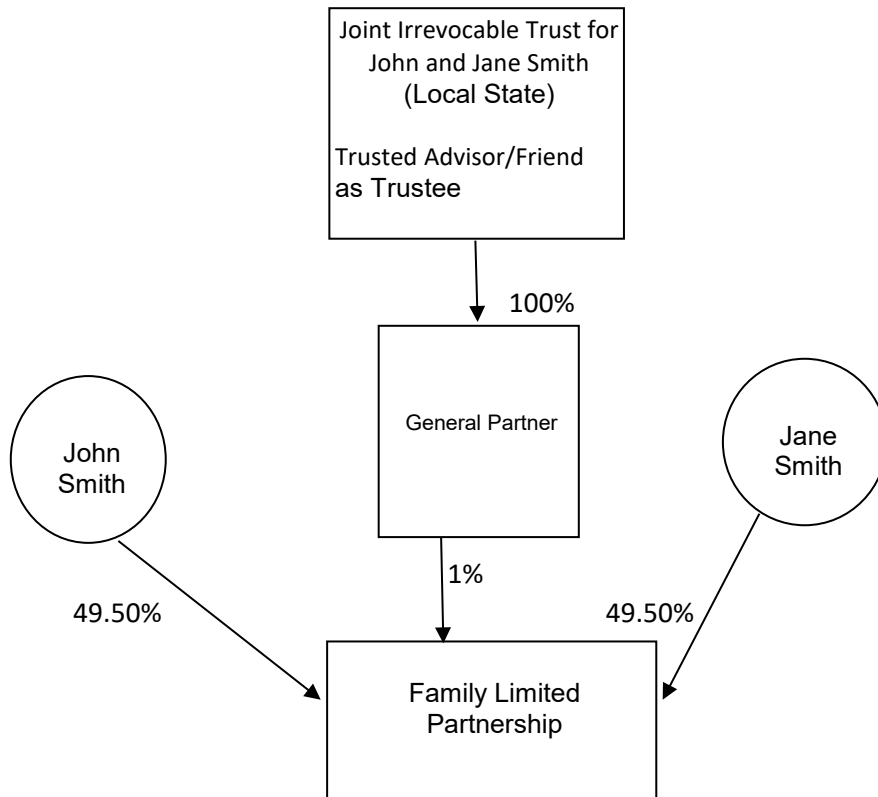 Joint Irrevocable Trust for
John and Jane Smith
(Local State)
Trusted Advisor/Friend
as Trustee
100%
General Partner
John
Smith
Jane
Smith
1%
49.50%
49.50%
Family Limited
Partnership